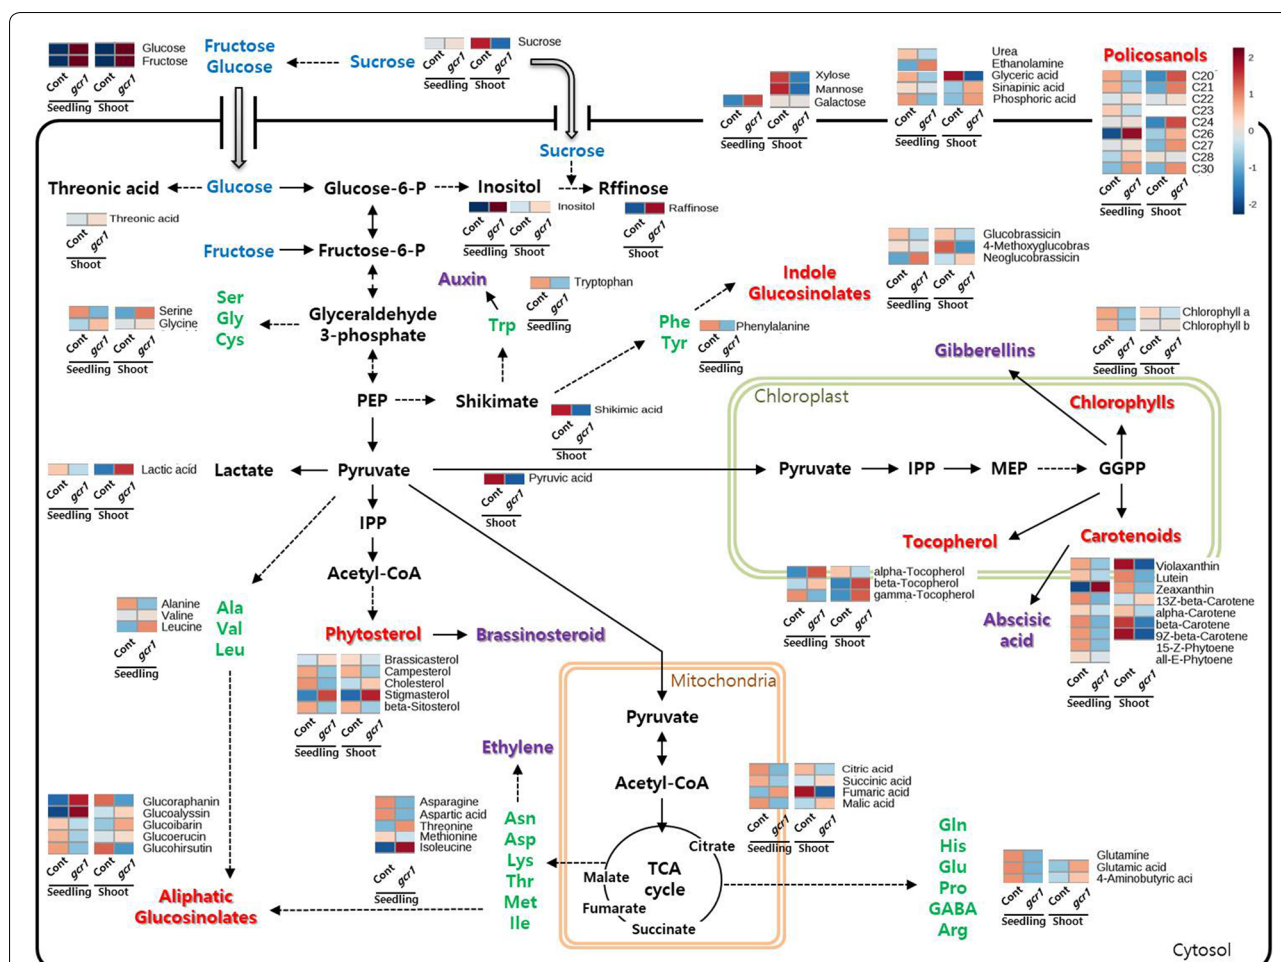 Glucose
Fructose
Cont gcr1 Cont gcr1
Seedling Shoot
Fructose
Glucose
Sucrose
Sucrose
Cont gcr1 Cont gcr1
Seedling Shoot
Xylose
Mannose
Galactose
Cont gcr1 Cont gcr1
Seedling Shoot
Urea
Ethanolamine
Glyceric acid
Sinapinic acid
Phosphoric acid
Cont gcr1 Cont gcr1
Seedling Shoot
Policosanols
C20
C21
C22
C23
C24
C26
C27
C28
C30
Cont gcr1 Cont gcr1
Seedling Shoot
2
1
0
-1
-2
Sucrose
Threonic acid
Glucose
Glucose-6-P
Inositol
Rffinose
Threonic acid
Cont gcr1
Shoot
Inositol
Cont gcr1 Cont gcr1
Seedling Shoot
Raffinose
Cont gcr1
Shoot
Fructose
Fructose-6-P
Glucobrassicin
4-Methoxyglucobras
Neoglucobrassicin
Cont gcr1 Cont gcr1
Seedling Shoot
Auxin
Tryptophan
Cont gcr1
Seedling
Indole
Glucosinolates
Serine
Glycine
Cont gcr1 Cont gcr1
Seedling Shoot
Ser
Gly
Cys
Glyceraldehyde
3-phosphate
Trp
Phe
Tyr
Phenylalanine
Cont gcr1
Seedling
Chlorophyll a
Chlorophyll b
Cont gcr1 Cont gcr1
Seedling Shoot
Gibberellins
Chloroplast
Chlorophylls
PEP
Shikimate
Shikimic acid
Cont gcr1
Shoot
Lactic acid
Cont gcr1 Cont gcr1
Seedling Shoot
Lactate
Pyruvate
Pyruvic acid
Cont gcr1
Shoot
Pyruvate
IPP
MEP
GGPP
IPP
Tocopherol
Carotenoids
Acetyl-CoA
alpha-Tocopherol
beta-Tocopherol
gamma-Tocopherol
Cont gcr1 Cont gcr1
Seedling Shoot
Violaxanthin
Lutein
Zeaxanthin
13Z-beta-Carotene
alpha-Carotene
beta-Carotene
9Z-beta-Carotene
15-Z-Phytoene
all-E-Phytoene
Cont gcr1 Cont gcr1
Seedling Shoot
Abscisic
acid
Alanine
Valine
Leucine
Cont gcr1
Seedling
Ala
Val
Leu
Phytosterol
Brassinosteroid
Brassicasterol
Campesterol
Cholesterol
Stigmasterol
beta-Sitosterol
Cont gcr1 Cont gcr1
Seedling Shoot
Mitochondria
Pyruvate
Ethylene
Acetyl-CoA
Citric acid
Succinic acid
Fumaric acid
Malic acid
Cont gcr1 Cont gcr1
Seedling Shoot
Glucoraphanin
Glucoalyssin
Glucoibarin
Glucoerucin
Glucohirsutin
Cont gcr1 Cont gcr1
Seedling Shoot
Asparagine
Aspartic acid
Threonine
Methionine
Isoleucine
Cont gcr1
Seedling
Asn
Asp
Lys
Thr
Met
Ile
Citrate
TCA
cycle
Malate
Fumarate
Succinate
Gln
His
Glu
Pro
GABA
Arg
Glutamine
Glutamic acid
4-Aminobutyric aci
Cont gcr1 Cont gcr1
Seedling Shoot
Aliphatic
Glucosinolates
Cytosol